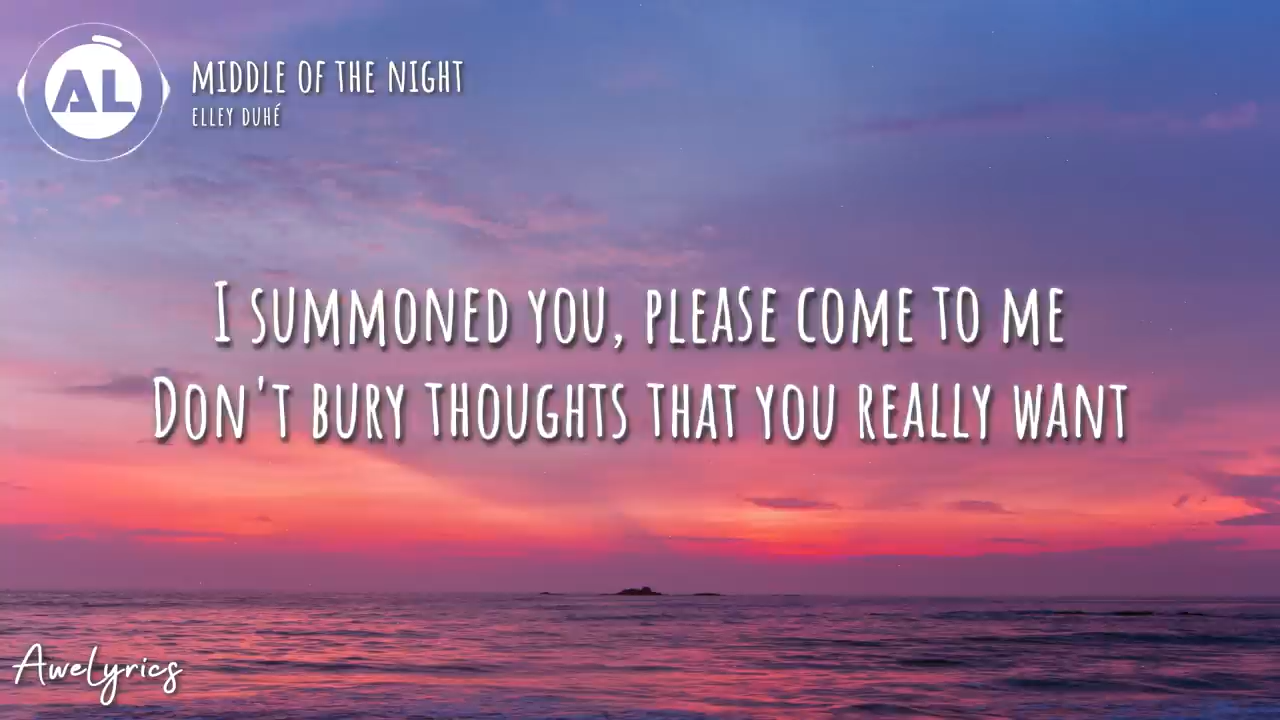 AL
MIDDLE OF THE NIGHT
ELLEY DUHÉ
I SUMMONED YOU, PLEASE COME TO ME
DON'T BURY THOUGHTS THAT YOU REALLY WANT
AweLyrics